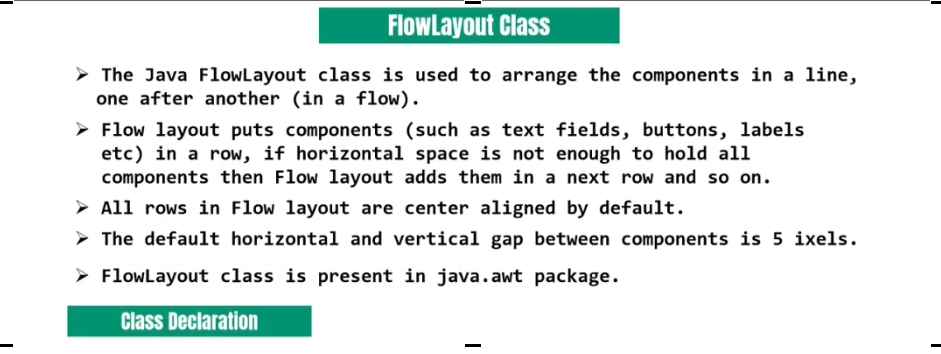 FlowLayout Class
➢ The Java FlowLayout class is used to arrange the components in a line,
one after another (in a flow).
➢ Flow layout puts components (such as text fields, buttons, labels
etc) in a row, if horizontal space is not enough to hold all
components then Flow layout adds them in a next row and so on.
➢ All rows in Flow layout are center aligned by default.
➢ The default horizontal and vertical gap between components is 5 ixels.
➢ FlowLayout class is present in java.awt package.
Class Declaration